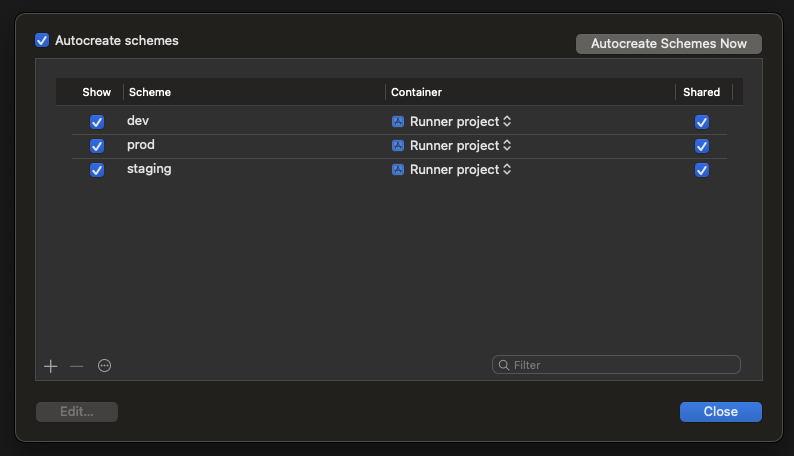 Autocreate schemes
Autocreate Schemes Now
Show Scheme Container Shared
dev Runner project
prod Runner project
staging Runner project
Filter
Edit... Close